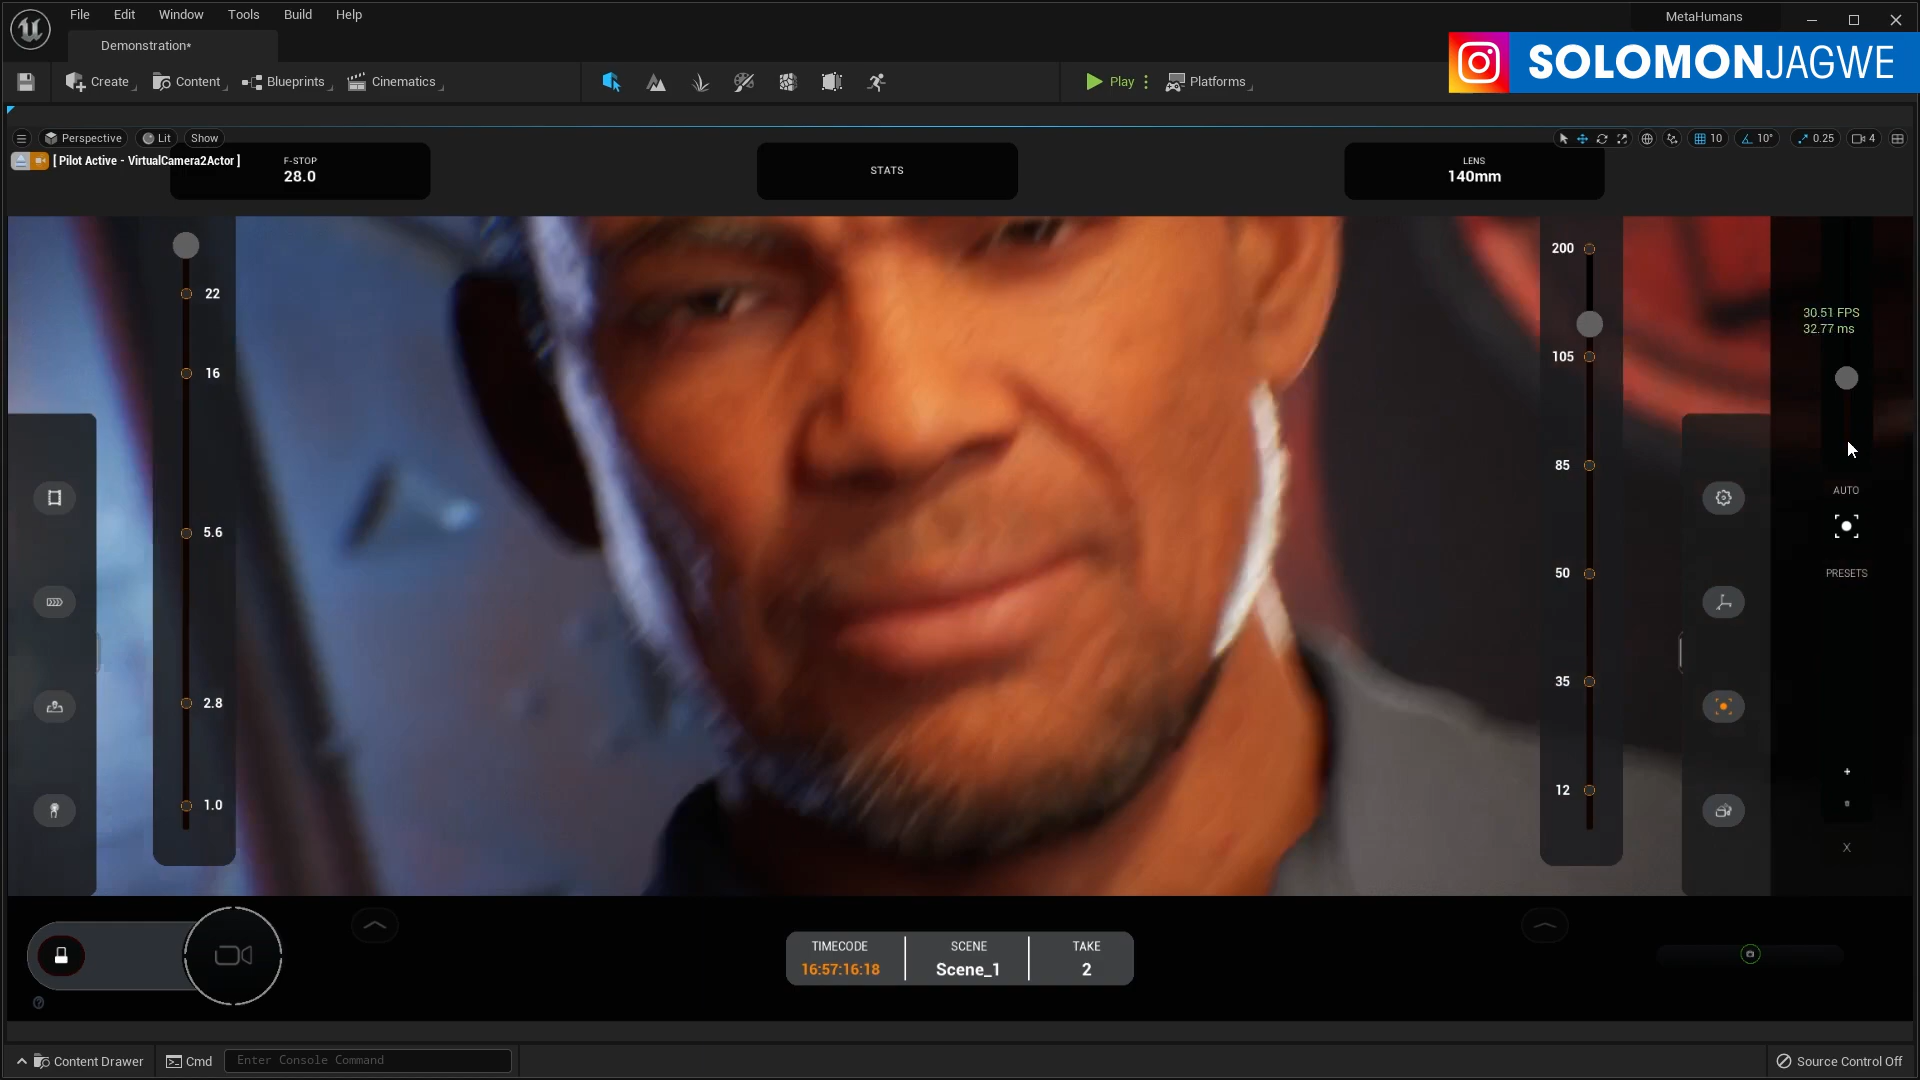 File Edit Window Tools Build Help
MetaHumans
Demonstration*
SOLOMONJAGWE
Create Content Blueprints Cinematics Play Platforms
Perspective Lit Show
10 10° 0.25 4
[ Pilot Active - VirtualCamera2Actor ]
F-STOP
28.0
STATS
LENS
140mm
22
16
5.6
2.8
1.0
200
105
85
50
35
12
30.51 FPS
32.77 ms
AUTO
PRESETS
+
X
TIMECODE SCENE TAKE
16:57:16:18 Scene_1 2
Content Drawer Cmd Enter Console Command Source Control Off